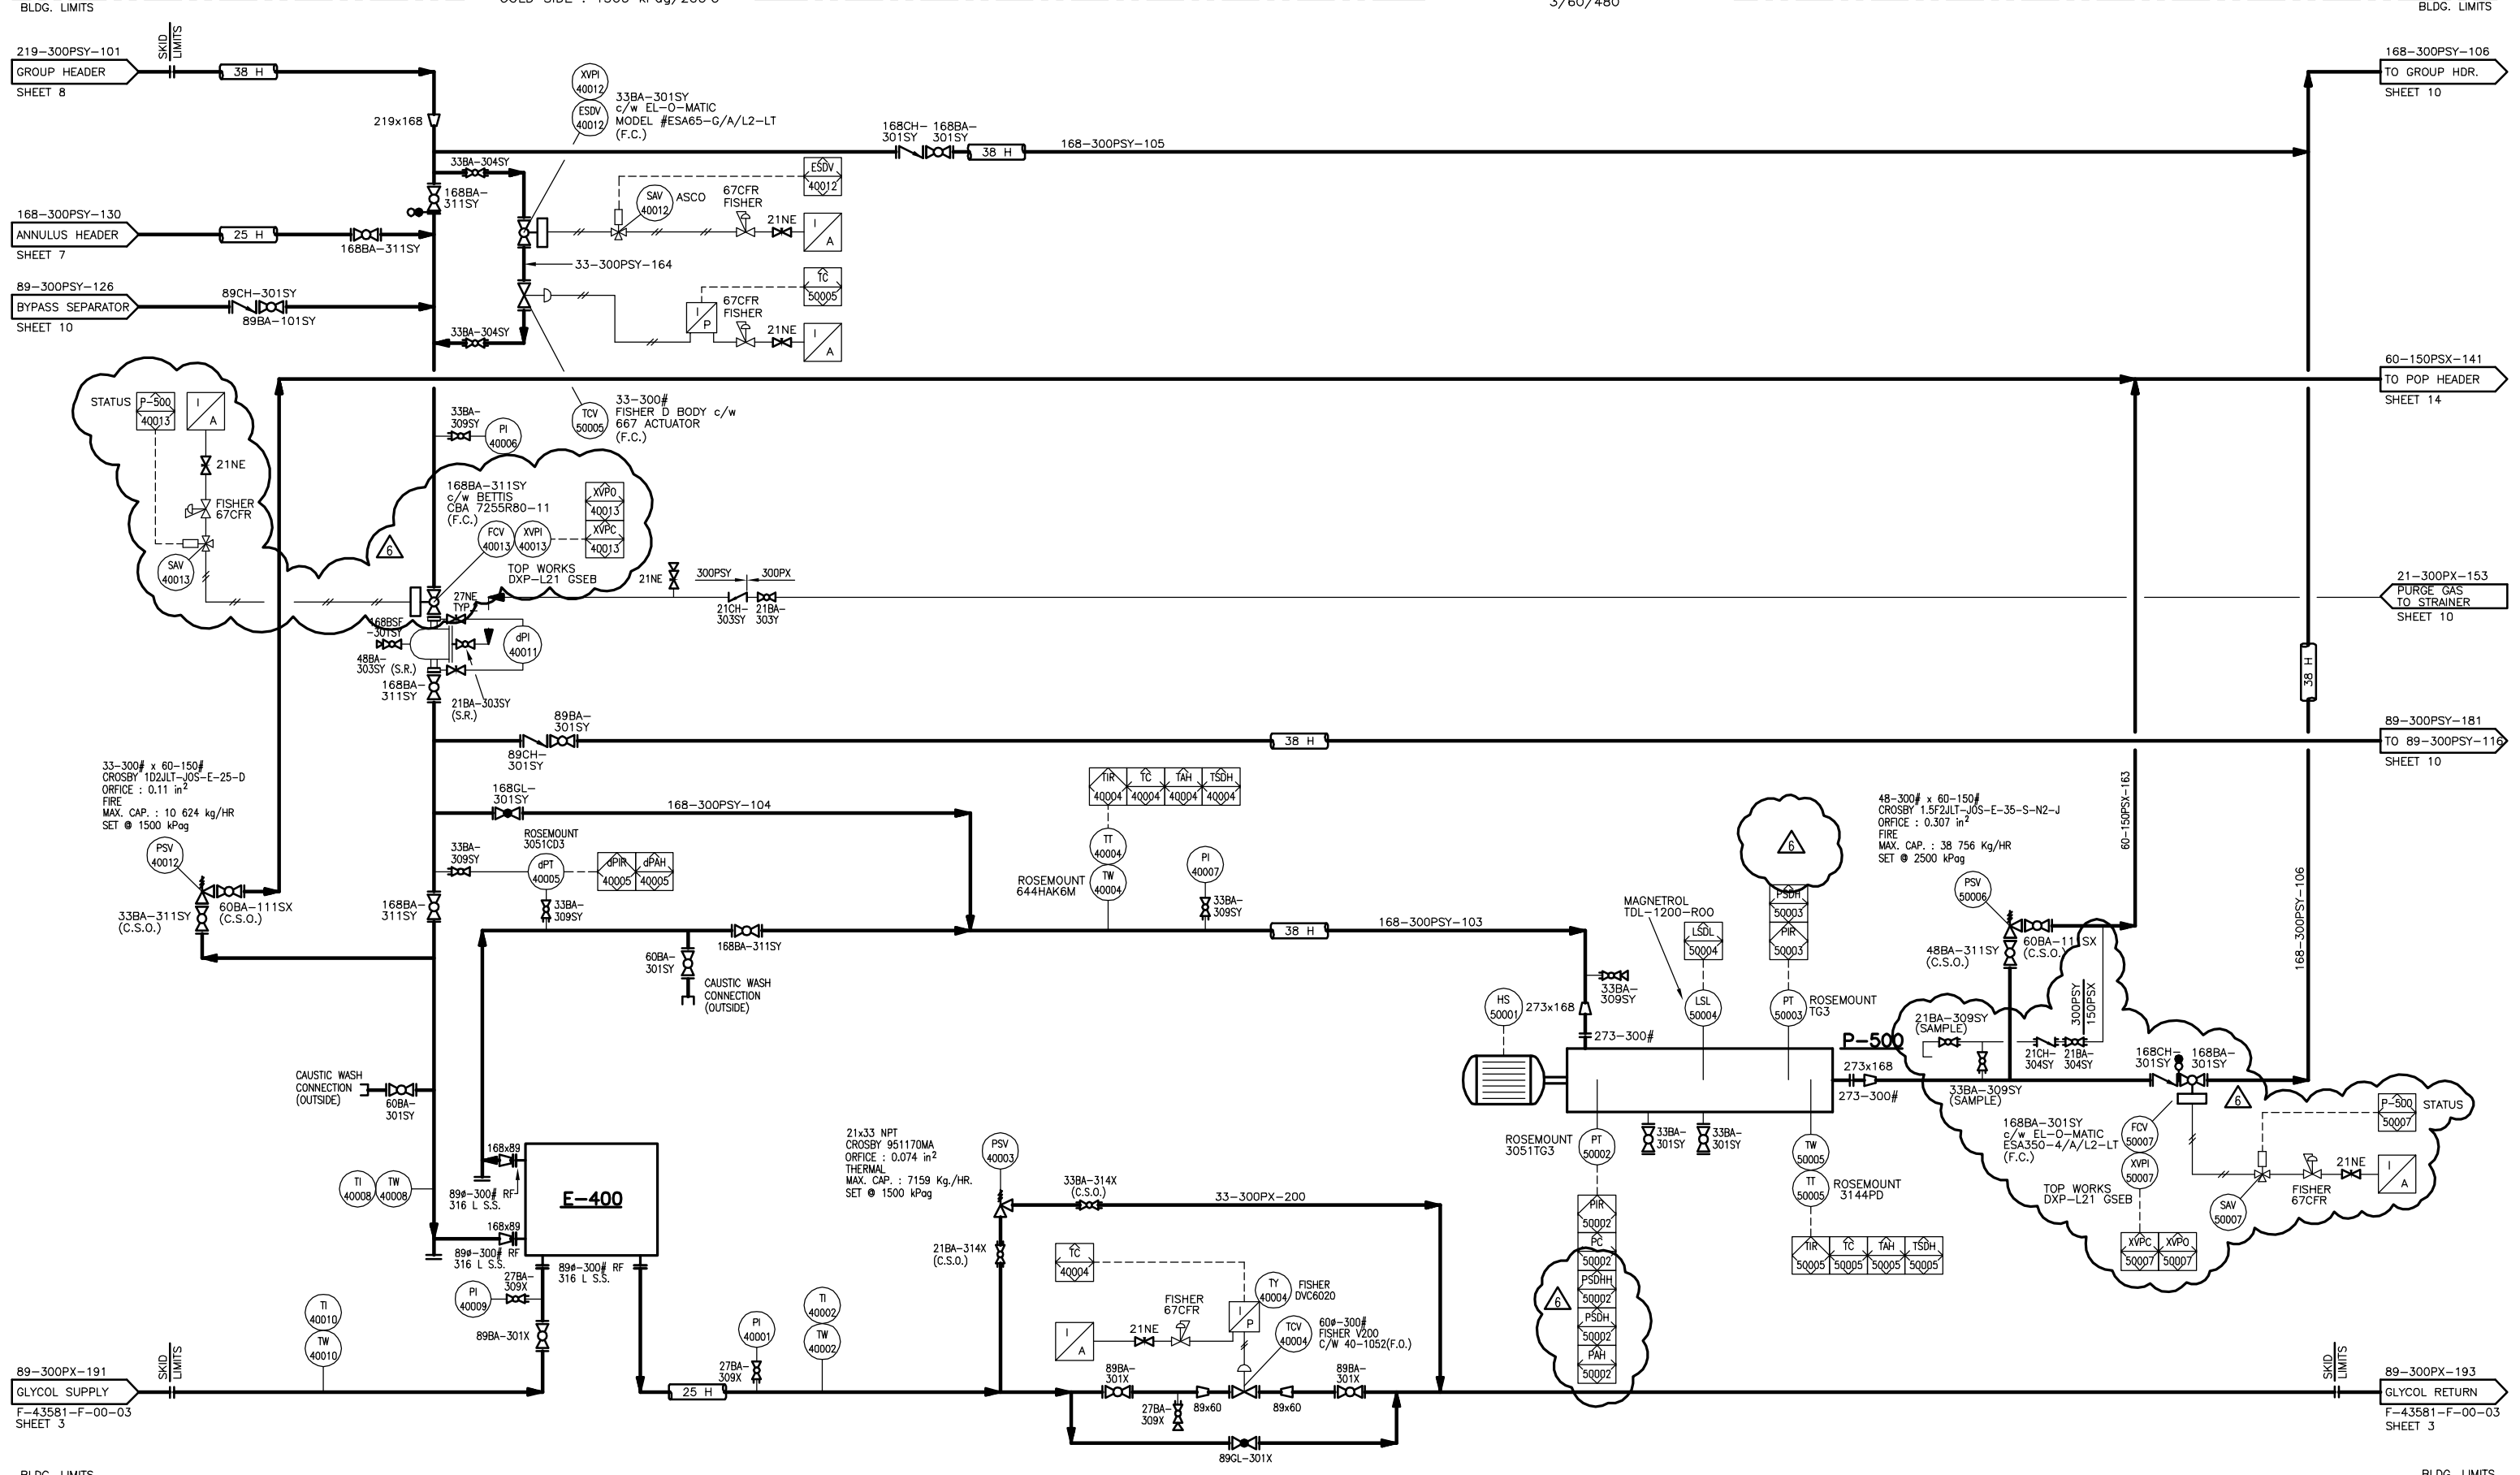 BLDG. LIMITS
3/60/480
BLDG. LIMITS
219-300PSY-101
GROUP HEADER
SHEET 8
SKID
LIMITS
38 H
219x168
XVPI
40012
ESDV
40012
33BA-301SY
c/w EL-O-MATIC
MODEL #ESA65-G/A/L2-LT
(F.C.)
168CH-
301SY
168BA-
301SY
38 H
168-300PSY-105
168-300PSY-106
TO GROUP HDR.
SHEET 10
33BA-304SY
168BA-
311SY
SAV
40012
ASCO
ESDV
40012
67CFR
FISHER
21NE
I
A
168-300PSY-130
ANNULUS HEADER
SHEET 7
25 H
168BA-311SY
33-300PSY-164
89-300PSY-126
BYPASS SEPARATOR
SHEET 10
89CH-301SY
89BA-101SY
TC
50005
I
P
67CFR
FISHER
21NE
I
A
33BA-304SY
60-150PSX-141
TO POP HEADER
SHEET 14
STATUS
P-500
40013
I
A
21NE
FISHER
67CFR
SAV
40013
6
33BA-
309SY
PI
40006
TCV
50005
33-300#
FISHER D BODY c/w
667 ACTUATOR
(F.C.)
168BA-311SY
c/w BETTIS
CBA 7255R80-11
(F.C.)
FCV
40013
XVPI
40013
XVPO
40013
XVPC
40013
TOP WORKS
DXP-L21 GSEB
27NE
TYP.2
21NE
300PSY
300PX
21CH-
303SY
21BA-
303Y
21-300PX-153
PURGE GAS
TO STRAINER
SHEET 10
168BSF
-301SY
48BA-
303SY (S.R.)
dPI
40011
168BA-
311SY
21BA-303SY
(S.R.)
38 H
89BA-
301SY
89CH-
301SY
38 H
89-300PSY-181
TO 89-300PSY-116
SHEET 10
33-300# x 60-150#
CROSBY 1D2JLT-JOS-E-25-D
ORFICE : 0.11 in²
FIRE
MAX. CAP. : 10 624 kg/HR
SET @ 1500 kPag
PSV
40012
33BA-311SY
(C.S.O.)
60BA-111SX
(C.S.O.)
168GL-
301SY
168-300PSY-104
33BA-
309SY
ROSEMOUNT
3051CD3
dPT
40005
dPIR
40005
dPAH
40005
33BA-
309SY
168BA-
311SY
TIR
40004
TC
40004
TAH
40004
TSDH
40004
TT
40004
TW
40004
ROSEMOUNT
644HAK6M
PI
40007
33BA-
309SY
168BA-311SY
60BA-
301SY
CAUSTIC WASH
CONNECTION
(OUTSIDE)
38 H
168-300PSY-103
MAGNETROL
TDL-1200-ROO
LSDL
50004
LSL
50004
6
PSDH
50003
PIR
50003
PT
50003
ROSEMOUNT
TG3
48-300# x 60-150#
CROSBY 1.5F2JLT-JOS-E-35-S-N2-J
ORFICE : 0.307 in²
FIRE
MAX. CAP. : 38 756 Kg/HR
SET @ 2500 kPag
PSV
50006
48BA-311SY
(C.S.O.)
60BA-111SX
(C.S.O.)
60-150PSX-163
168-300PSY-106
300PSY
150PSX
33BA-
309SY
HS
50001
273x168
273-300#
P-500
273x168
273-300#
21BA-309SY
(SAMPLE)
33BA-309SY
(SAMPLE)
21CH-
304SY
21BA-
304SY
168CH-
301SY
168BA-
301SY
6
168BA-301SY
c/w EL-O-MATIC
ESA350-4/A/L2-LT
(F.C.)
FCV
50007
XVPI
50007
TOP WORKS
DXP-L21 GSEB
XVPC
50007
XVPO
50007
SAV
50007
FISHER
67CFR
21NE
I
A
P-500
50007
STATUS
CAUSTIC WASH
CONNECTION
(OUTSIDE)
60BA-
301SY
TI
40008
TW
40008
168x89
89ø-300# RF
316 L S.S.
168x89
89ø-300# RF
316 L S.S.
E-400
89ø-300# RF
316 L S.S.
27BA-
309X
PI
40009
89BA-301X
21x33 NPT
CROSBY 951170MA
ORFICE : 0.074 in²
THERMAL
MAX. CAP. : 7159 Kg./HR.
SET @ 1500 kPag
PSV
40003
33BA-314X
(C.S.O.)
33-300PX-200
21BA-314X
(C.S.O.)
ROSEMOUNT
3051TG3
PT
50002
33BA-
301SY
33BA-
301SY
TW
50005
TT
50005
ROSEMOUNT
3144PD
TIR
50005
TC
50005
TAH
50005
TSDH
50005
PIR
50002
PC
50002
PSDHH
50002
PSDH
50002
PAH
50002
6
TC
40004
TY
40004
FISHER
DVC6020
I
P
FISHER
67CFR
21NE
I
A
TCV
40004
60ø-300#
FISHER V200
C/W 40-1052(F.O.)
TI
40010
TW
40010
PI
40001
27BA-
309X
TI
40002
TW
40002
89-300PX-191
GLYCOL SUPPLY
F-43581-F-00-03
SHEET 3
SKID
LIMITS
25 H
89BA-
301X
27BA-
309X
89x60
89x60
89BA-
301X
89GL-301X
SKID
LIMITS
89-300PX-193
GLYCOL RETURN
F-43581-F-00-03
SHEET 3